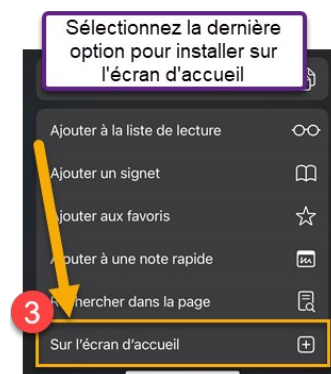 Sélectionnez la dernière
option pour installer sur
l'écran d'accueil
Ajouter à la liste de lecture
Ajouter un signet
Ajouter aux favoris
Ajouter à une note rapide
Rechercher dans la page
3
Sur l'écran d'accueil